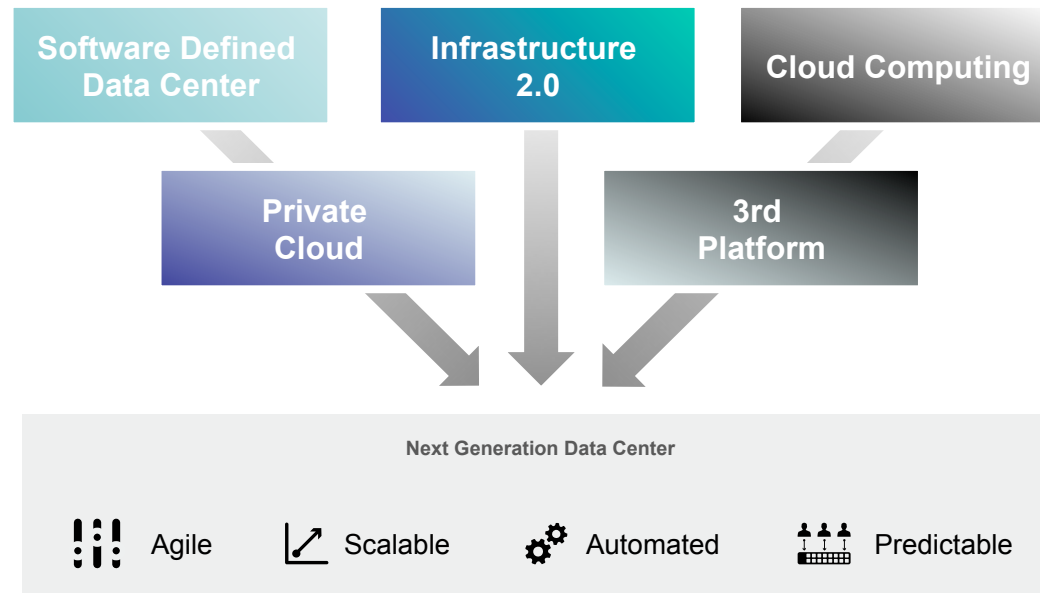 Software Defined
Data Center
Infrastructure
2.0
Cloud Computing
Private
Cloud
3rd
Platform
Next Generation Data Center
Agile
Scalable
Automated
Predictable